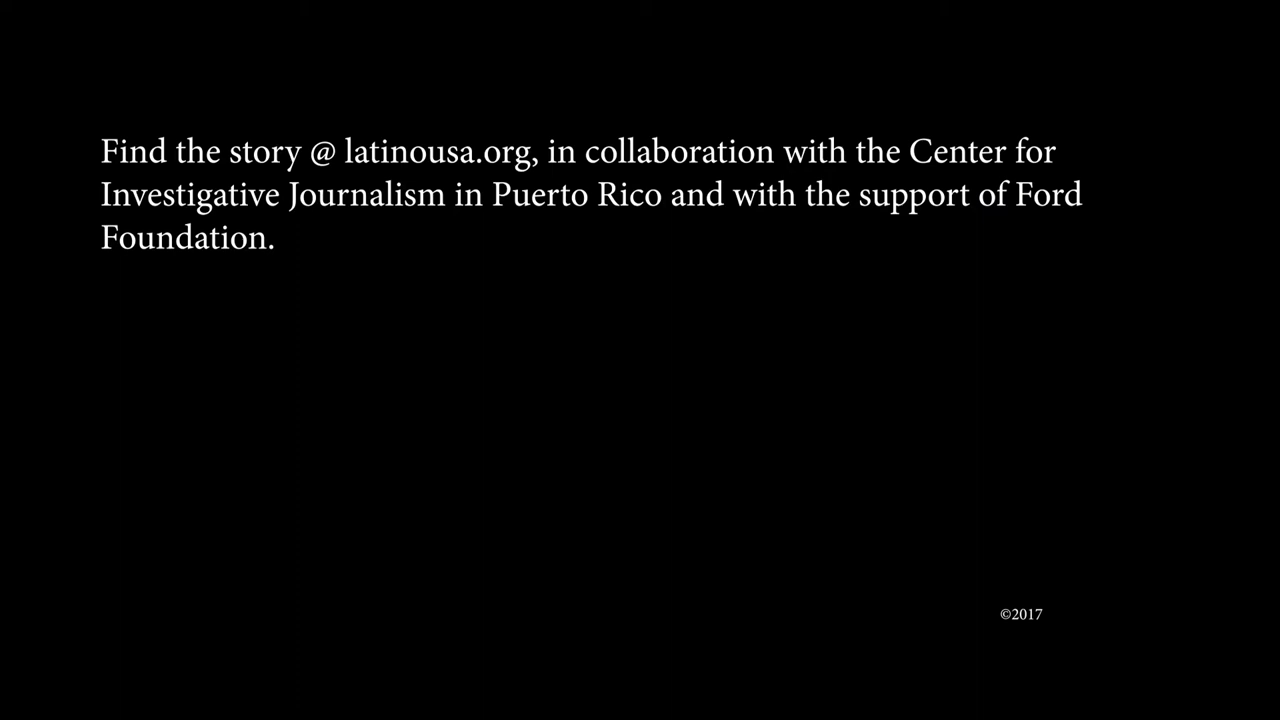 Find the story @ latinousa.org, in collaboration with the Center for
Investigative Journalism in Puerto Rico and with the support of Ford
Foundation.
©2017